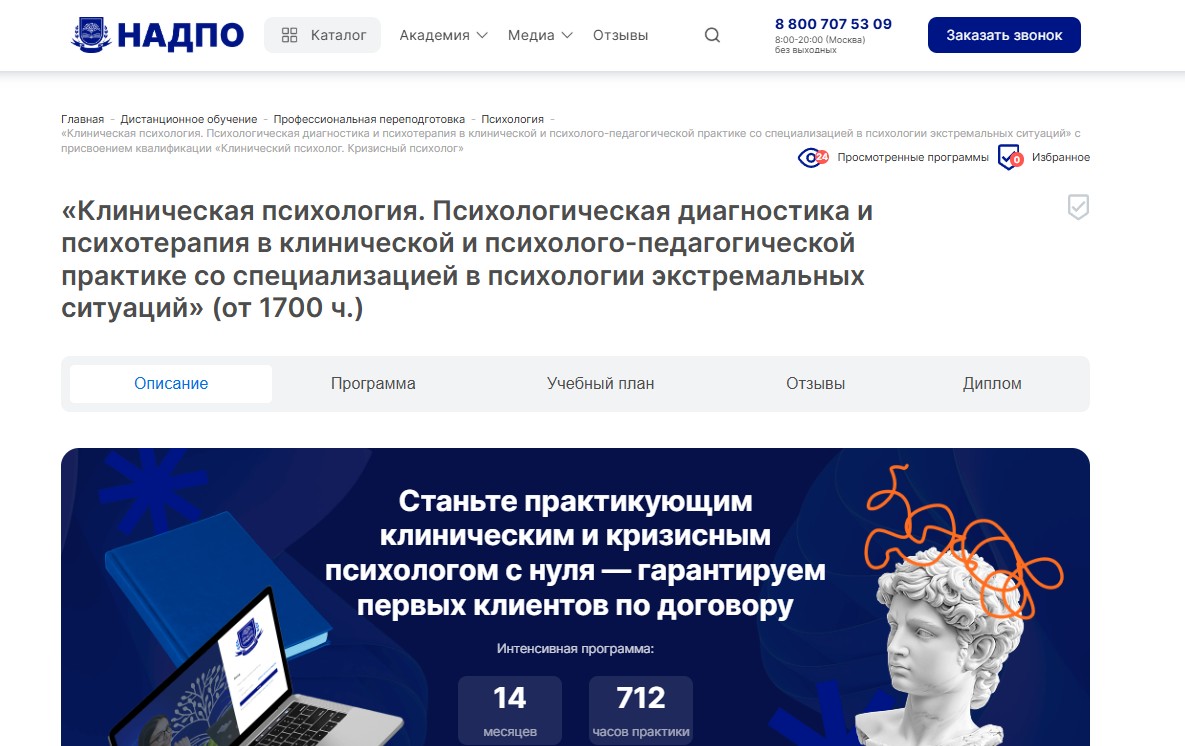 НАДПО
Каталог
Академия
Медиа
Отзывы
8 800 707 53 09
8:00-20:00 (Москва)
без выходных
Заказать звонок
Главная - Дистанционное обучение - Профессиональная переподготовка - Психология -
«Клиническая психология. Психологическая диагностика и психотерапия в клинической и психолого-педагогической практике со специализацией в психологии экстремальных ситуаций» с
присвоением квалификации «Клинический психолог. Кризисный психолог»
24 Просмотренные программы
0 Избранное
«Клиническая психология. Психологическая диагностика и
психотерапия в клинической и психолого-педагогической
практике со специализацией в психологии экстремальных
ситуаций» (от 1700 ч.)
Описание
Программа
Учебный план
Отзывы
Диплом
Станьте практикующим
клиническим и кризисным
психологом с нуля — гарантируем
первых клиентов по договору
Интенсивная программа:
14
месяцев
712
часов практики